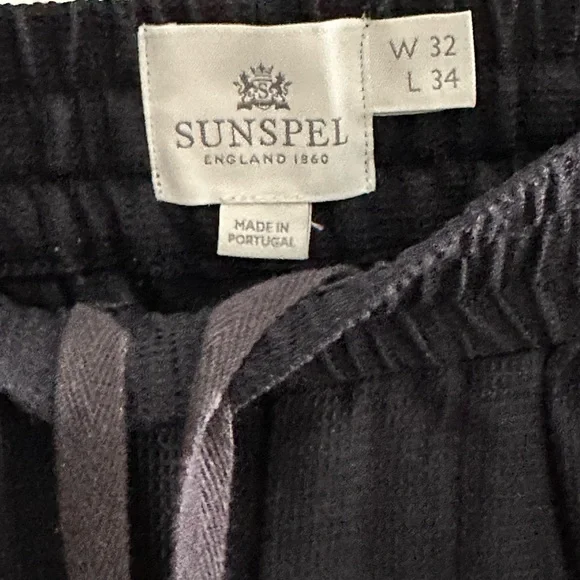 S
SUNSPEL
ENGLAND 1860
W 32
L 34
MADE IN
PORTUGAL